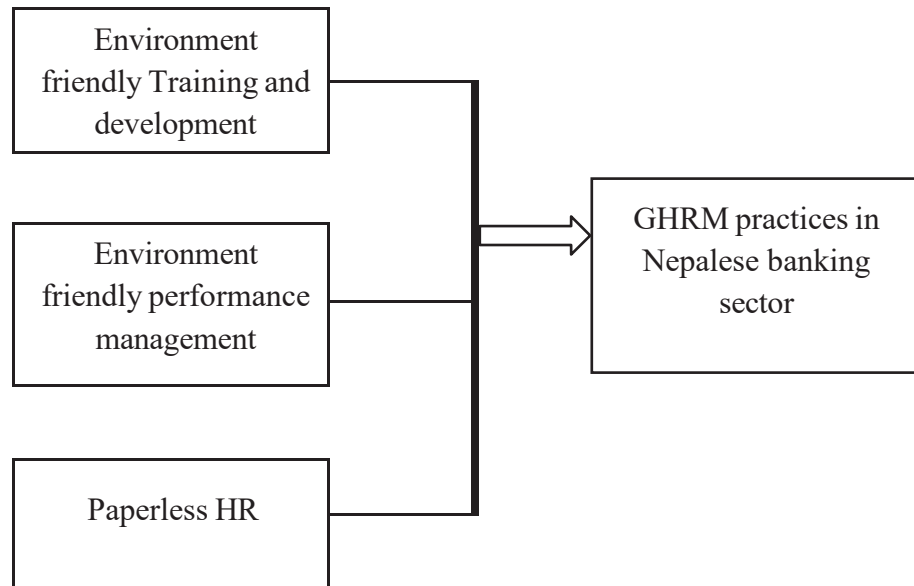 Environment
friendly Training and
development
Environment
friendly performance
management
Paperless HR
GHRM practices in
Nepalese banking
sector